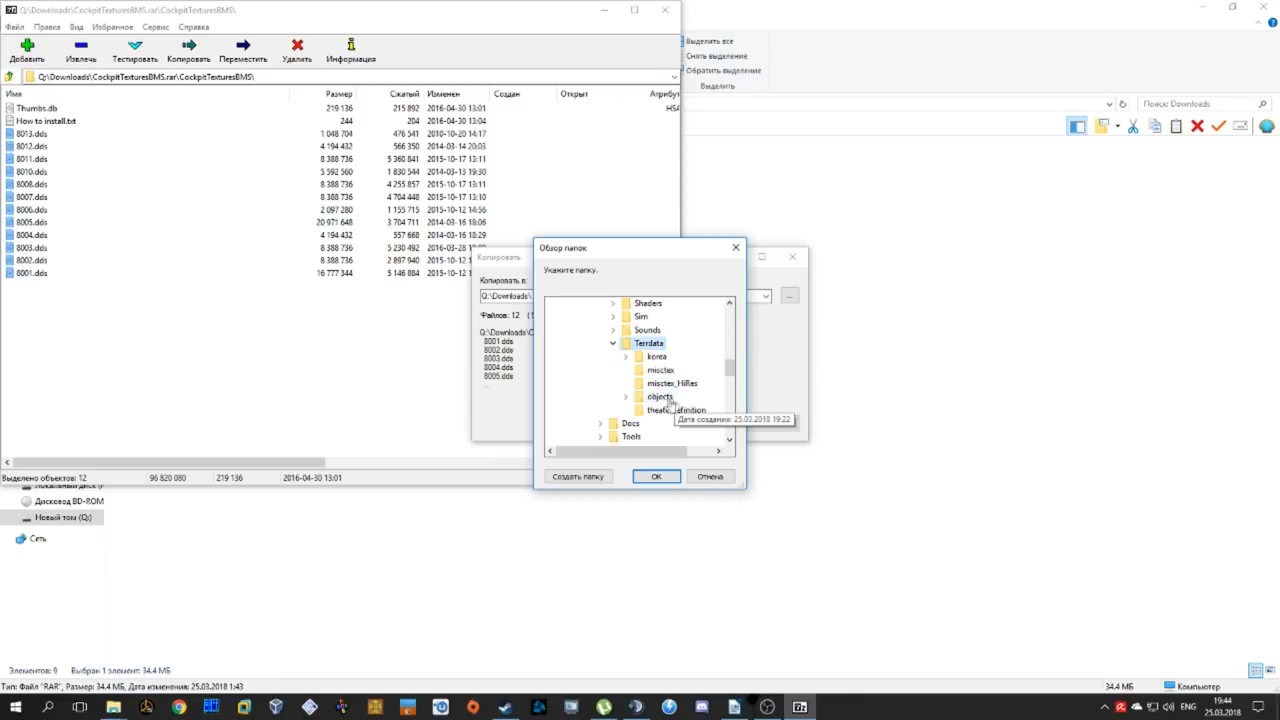 Q:\Downloads\CockpitTexturesBMS.rar\CockpitTexturesBMS\
Файл Правка Вид Избранное Сервис Справка
Добавить Извлечь Тестировать Копировать Переместить Удалить Информация
Q:\Downloads\CockpitTexturesBMS.rar\CockpitTexturesBMS\
Имя Размер Сжатый Изменен Создан Открыт Атрибут
Thumbs.db 219 136 215 892 2016-04-30 13:01 HSA
How to install.txt 244 204 2016-04-30 13:04
8013.dds 1 048 704 476 541 2010-10-20 14:17
8012.dds 4 194 432 566 350 2014-03-14 20:03
8011.dds 8 388 736 5 360 841 2015-10-17 13:11
8010.dds 5 592 560 1 830 544 2014-03-13 19:30
8008.dds 8 388 736 4 255 857 2015-10-17 13:11
8007.dds 8 388 736 4 704 448 2015-10-17 13:10
8006.dds 2 097 280 1 155 715 2015-10-12 14:56
8005.dds 20 971 648 3 704 711 2014-03-16 18:06
8004.dds 4 194 432 557 668 2014-03-16 18:29
8003.dds 8 388 736 5 230 492 2016-03-28
8002.dds 8 388 736 2 897 940 2015-10-12 1
8001.dds 16 777 344 5 146 884 2015-10-12 1
Выделено объектов: 12 96 820 080 219 136 2016-04-30 13:01
Выделить все
Снять выделение
Обратить выделение
Выделить
Поиск: Downloads
Копировать
Копировать в:
Q:\Downloads\
...
Файлов: 12
Q:\Downloads\C
8001.dds
8002.dds
8003.dds
8004.dds
8005.dds
...
Обзор папок
Укажите папку.
Shaders
Sim
Sounds
Terrdata
korea
misctex
misctex_HiRes
objects
Дата создания: 25.03.2018 19:22
Docs
Tools
Создать папку ОК Отмена
Дисковод BD-ROM
Новый том (Q:)
Сеть
Элементов: 9 Выбран 1 элемент: 34.4 МБ
Тип: Файл "RAR", Размер: 34.4 МБ, Дата изменения: 25.03.2018 1:43 34.4 МБ Компьютер
ENG 19:44
25.03.2018